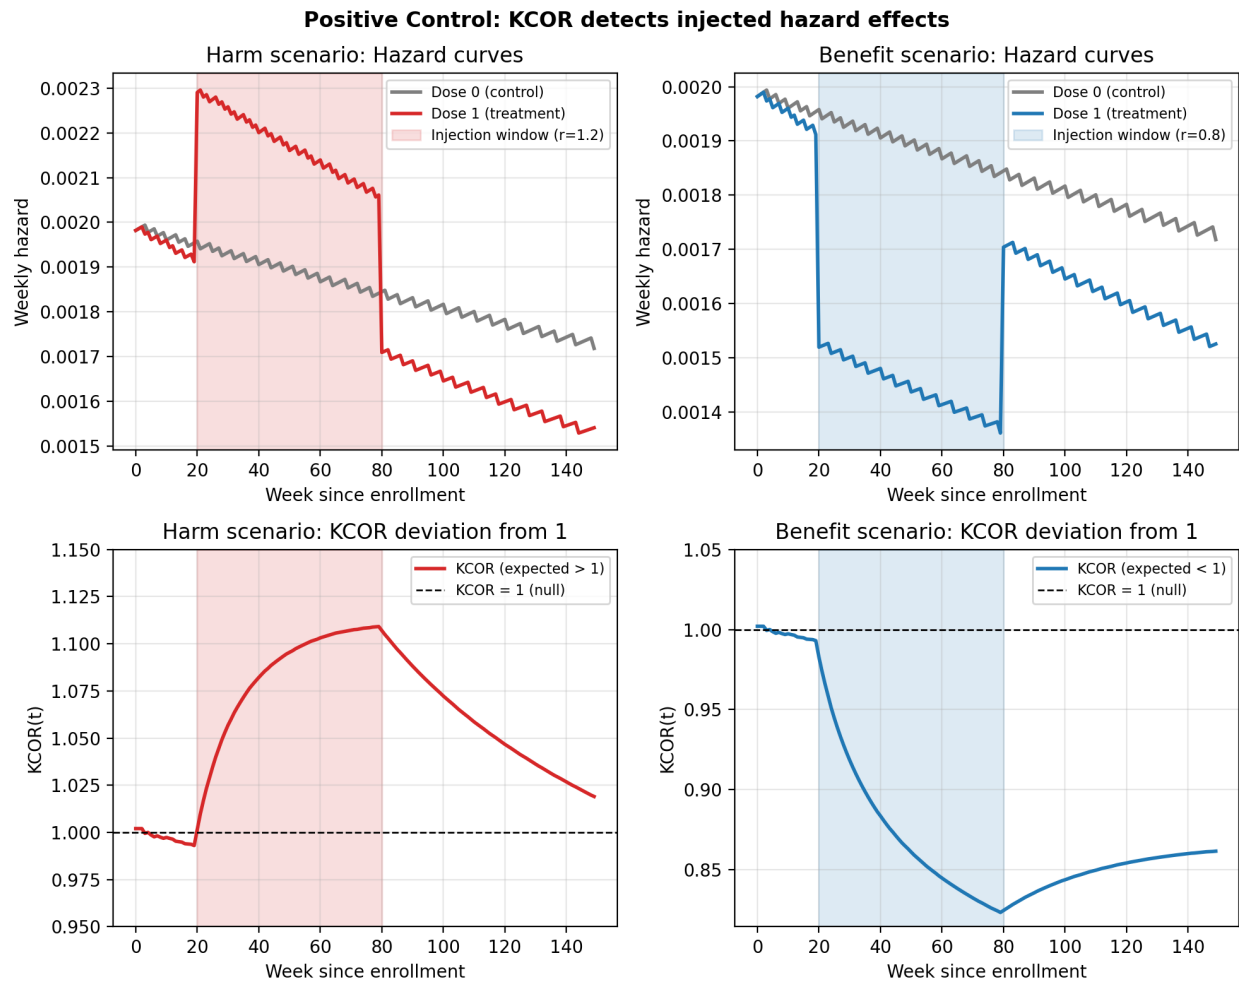 Positive Control: KCOR detects injected hazard effects
Harm scenario: Hazard curves
Weekly hazard
0.0023
0.0022
0.0021
0.0020
0.0019
0.0018
0.0017
0.0016
0.0015
Dose 0 (control)
Dose 1 (treatment)
Injection window (r=1.2)
0 20 40 60 80 100 120 140
Week since enrollment
Benefit scenario: Hazard curves
Weekly hazard
0.0020
0.0019
0.0018
0.0017
0.0016
0.0015
0.0014
Dose 0 (control)
Dose 1 (treatment)
Injection window (r=0.8)
0 20 40 60 80 100 120 140
Week since enrollment
Harm scenario: KCOR deviation from 1
KCOR(t)
1.150
1.125
1.100
1.075
1.050
1.025
1.000
0.975
0.950
KCOR (expected > 1)
KCOR = 1 (null)
0 20 40 60 80 100 120 140
Week since enrollment
Benefit scenario: KCOR deviation from 1
KCOR(t)
1.05
1.00
0.95
0.90
0.85
KCOR (expected < 1)
KCOR = 1 (null)
0 20 40 60 80 100 120 140
Week since enrollment